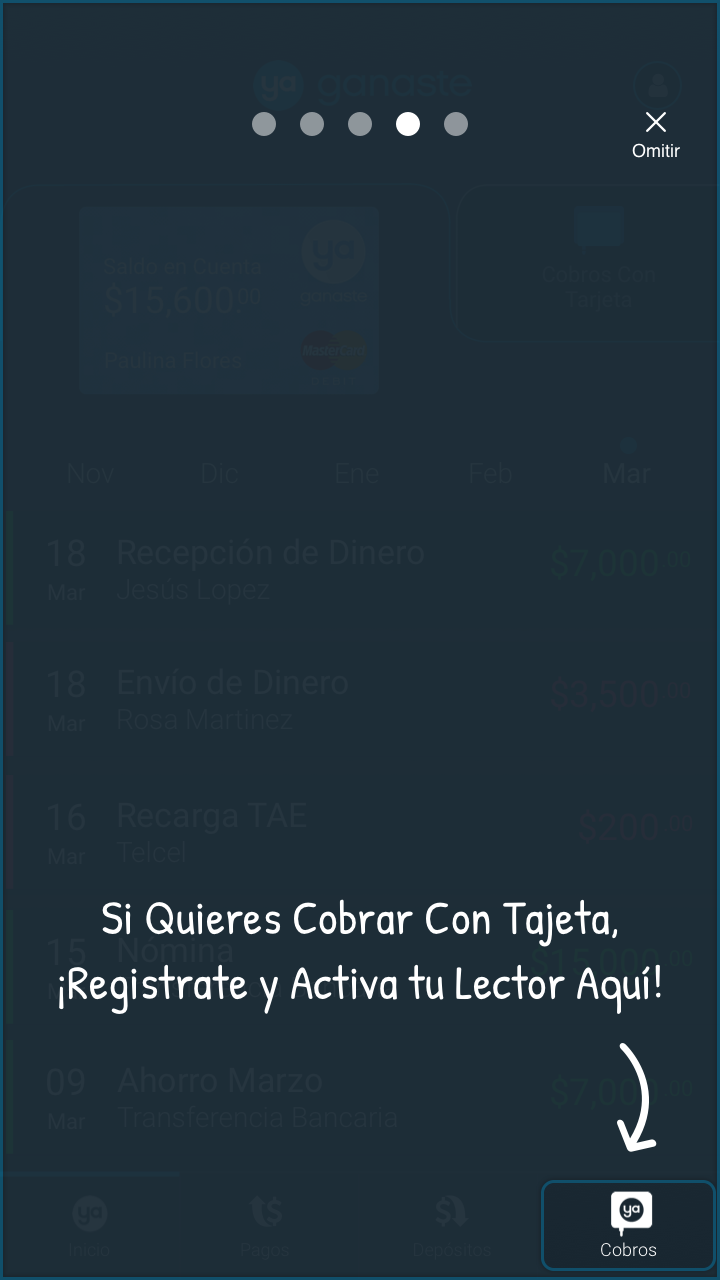 ya ganaste
Omitir
Saldo en Cuenta
$15,600.00
Paulina Flores
ya
ganaste
MasterCard
Cobros Con
Tarjeta
Nov Dic Ene Feb Mar
18 Recepción de Dinero $7,000.00
Mar Jesús Lopez
18 Envío de Dinero $3,500.00
Mar Rosa Martinez
16 Recarga TAE $200.00
Mar Telcel
Si Quieres Cobrar Con Tajeta,
15 Nómina $15,000.00
¡Registrate y Activa tu Lector Aquí!
09 Ahorro Marzo $7,000.00
Mar Transferencia Bancaria
ya
Inicio Pagos Depósitos Cobros